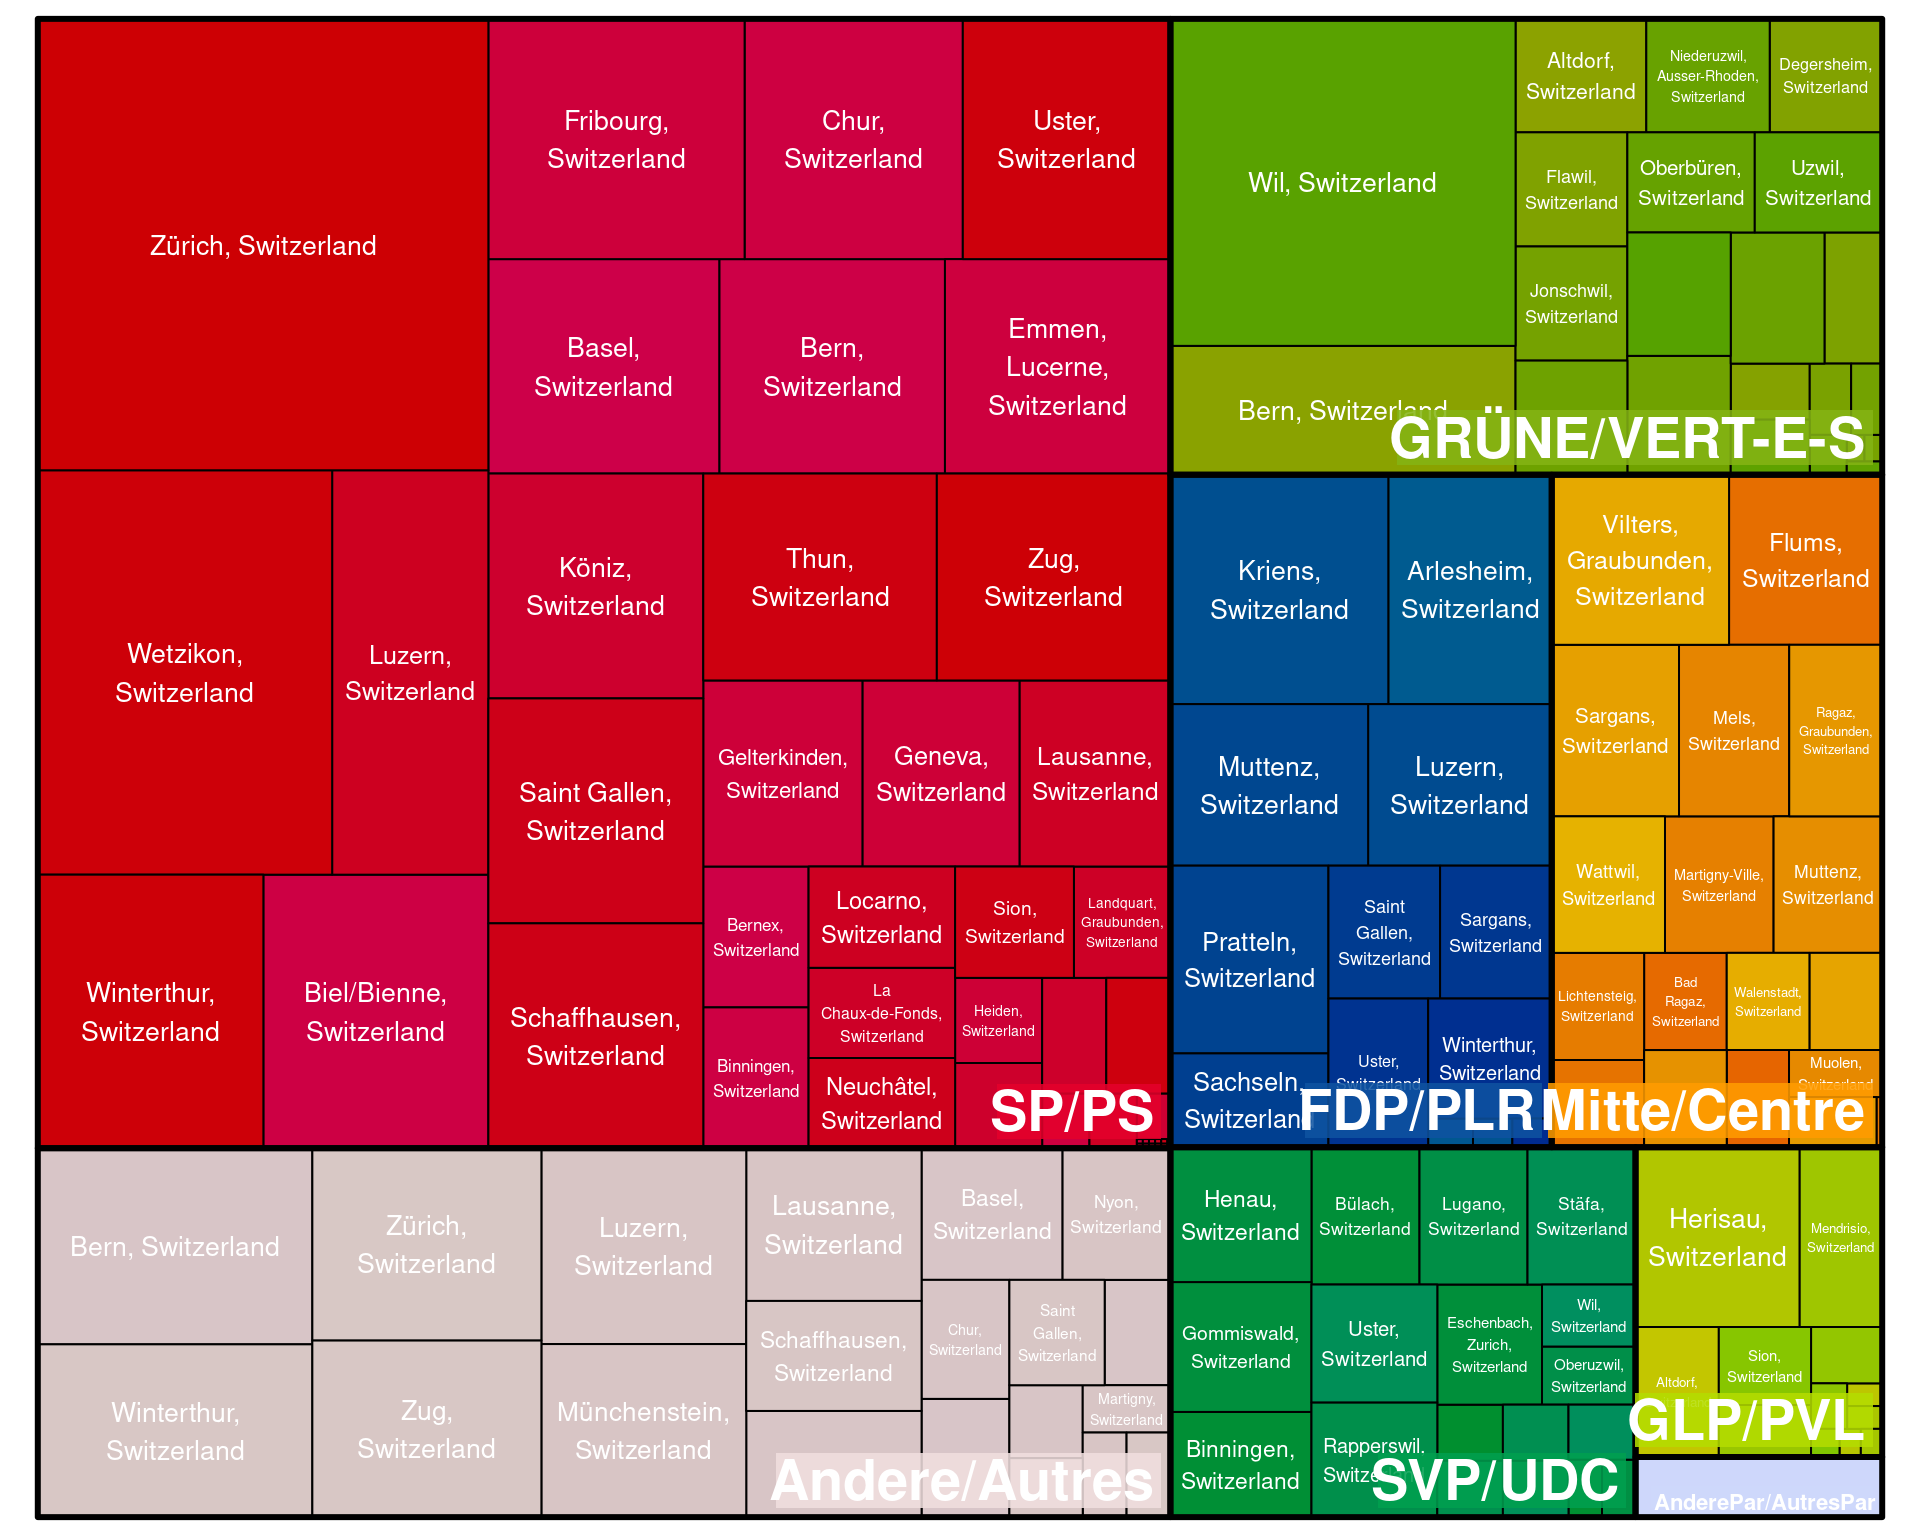 Zürich, Switzerland
Fribourg,
Switzerland
Chur,
Switzerland
Uster,
Switzerland
Basel,
Switzerland
Bern,
Switzerland
Emmen,
Lucerne,
Switzerland
Wetzikon,
Switzerland
Luzern,
Switzerland
Winterthur,
Switzerland
Biel/Bienne,
Switzerland
Köniz,
Switzerland
Thun,
Switzerland
Zug,
Switzerland
Saint Gallen,
Switzerland
Schaffhausen,
Switzerland
Gelterkinden,
Switzerland
Geneva,
Switzerland
Lausanne,
Switzerland
Bernex,
Switzerland
Binningen,
Switzerland
Locarno,
Switzerland
La
Chaux-de-Fonds,
Switzerland
Neuchâtel,
Switzerland
Sion,
Switzerland
Landquart,
Graubunden,
Switzerland
Heiden,
Switzerland
SP/PS
Wil, Switzerland
Bern, Switzerland
Altdorf,
Switzerland
Niederuzwil,
Ausser-Rhoden,
Switzerland
Degersheim,
Switzerland
Flawil,
Switzerland
Oberbüren,
Switzerland
Uzwil,
Switzerland
Jonschwil,
Switzerland
GRÜNE/VERT-E-S
Kriens,
Switzerland
Arlesheim,
Switzerland
Muttenz,
Switzerland
Luzern,
Switzerland
Pratteln,
Switzerland
Saint
Gallen,
Switzerland
Sargans,
Switzerland
Sachseln,
Switzerland
Uster,
Switzerland
Winterthur,
Switzerland
FDP/PLR
Vilters,
Graubunden,
Switzerland
Flums,
Switzerland
Sargans,
Switzerland
Mels,
Switzerland
Ragaz,
Graubunden,
Switzerland
Wattwil,
Switzerland
Martigny-Ville,
Switzerland
Muttenz,
Switzerland
Lichtensteig,
Switzerland
Bad
Ragaz,
Switzerland
Walenstadt,
Switzerland
Muolen,
Switzerland
Mitte/Centre
Bern, Switzerland
Zürich,
Switzerland
Luzern,
Switzerland
Lausanne,
Switzerland
Basel,
Switzerland
Nyon,
Switzerland
Winterthur,
Switzerland
Zug,
Switzerland
Münchenstein,
Switzerland
Schaffhausen,
Switzerland
Chur,
Switzerland
Saint
Gallen,
Switzerland
Martigny,
Switzerland
Andere/Autres
Henau,
Switzerland
Bülach,
Switzerland
Lugano,
Switzerland
Stäfa,
Switzerland
Gommiswald,
Switzerland
Uster,
Switzerland
Eschenbach,
Zurich,
Switzerland
Wil,
Switzerland
Oberuzwil,
Switzerland
Binningen,
Switzerland
Rapperswil.
Switzerland
SVP/UDC
Herisau,
Switzerland
Mendrisio,
Switzerland
Altdorf,
Sion,
Switzerland
GLP/PVL
AnderePar/AutresPar